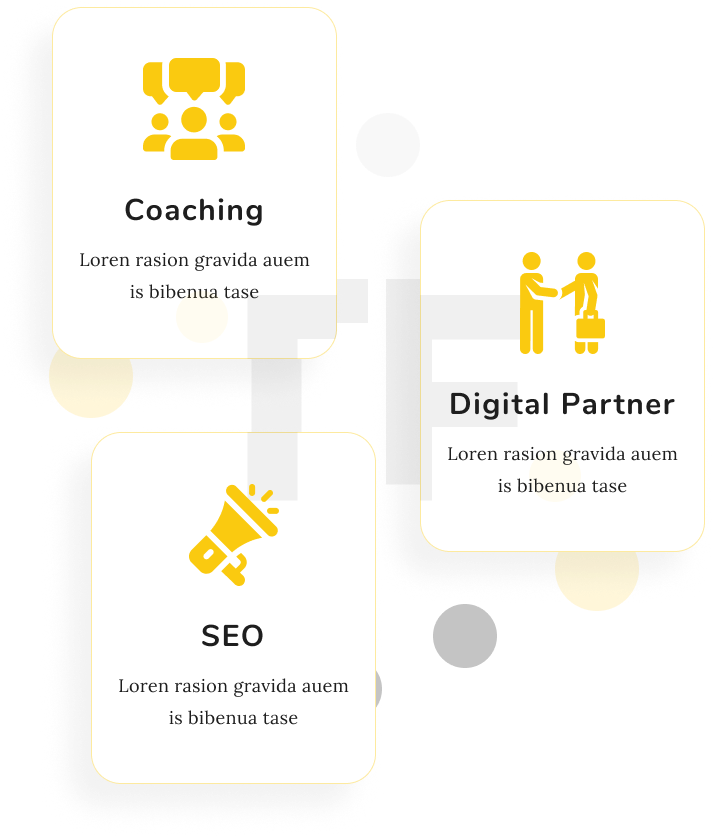 Coaching
Loren rasion gravida auem
is bibenua tase
Digital Partner
Loren rasion gravida auem
is bibenua tase
SEO
Loren rasion gravida auem
is bibenua tase